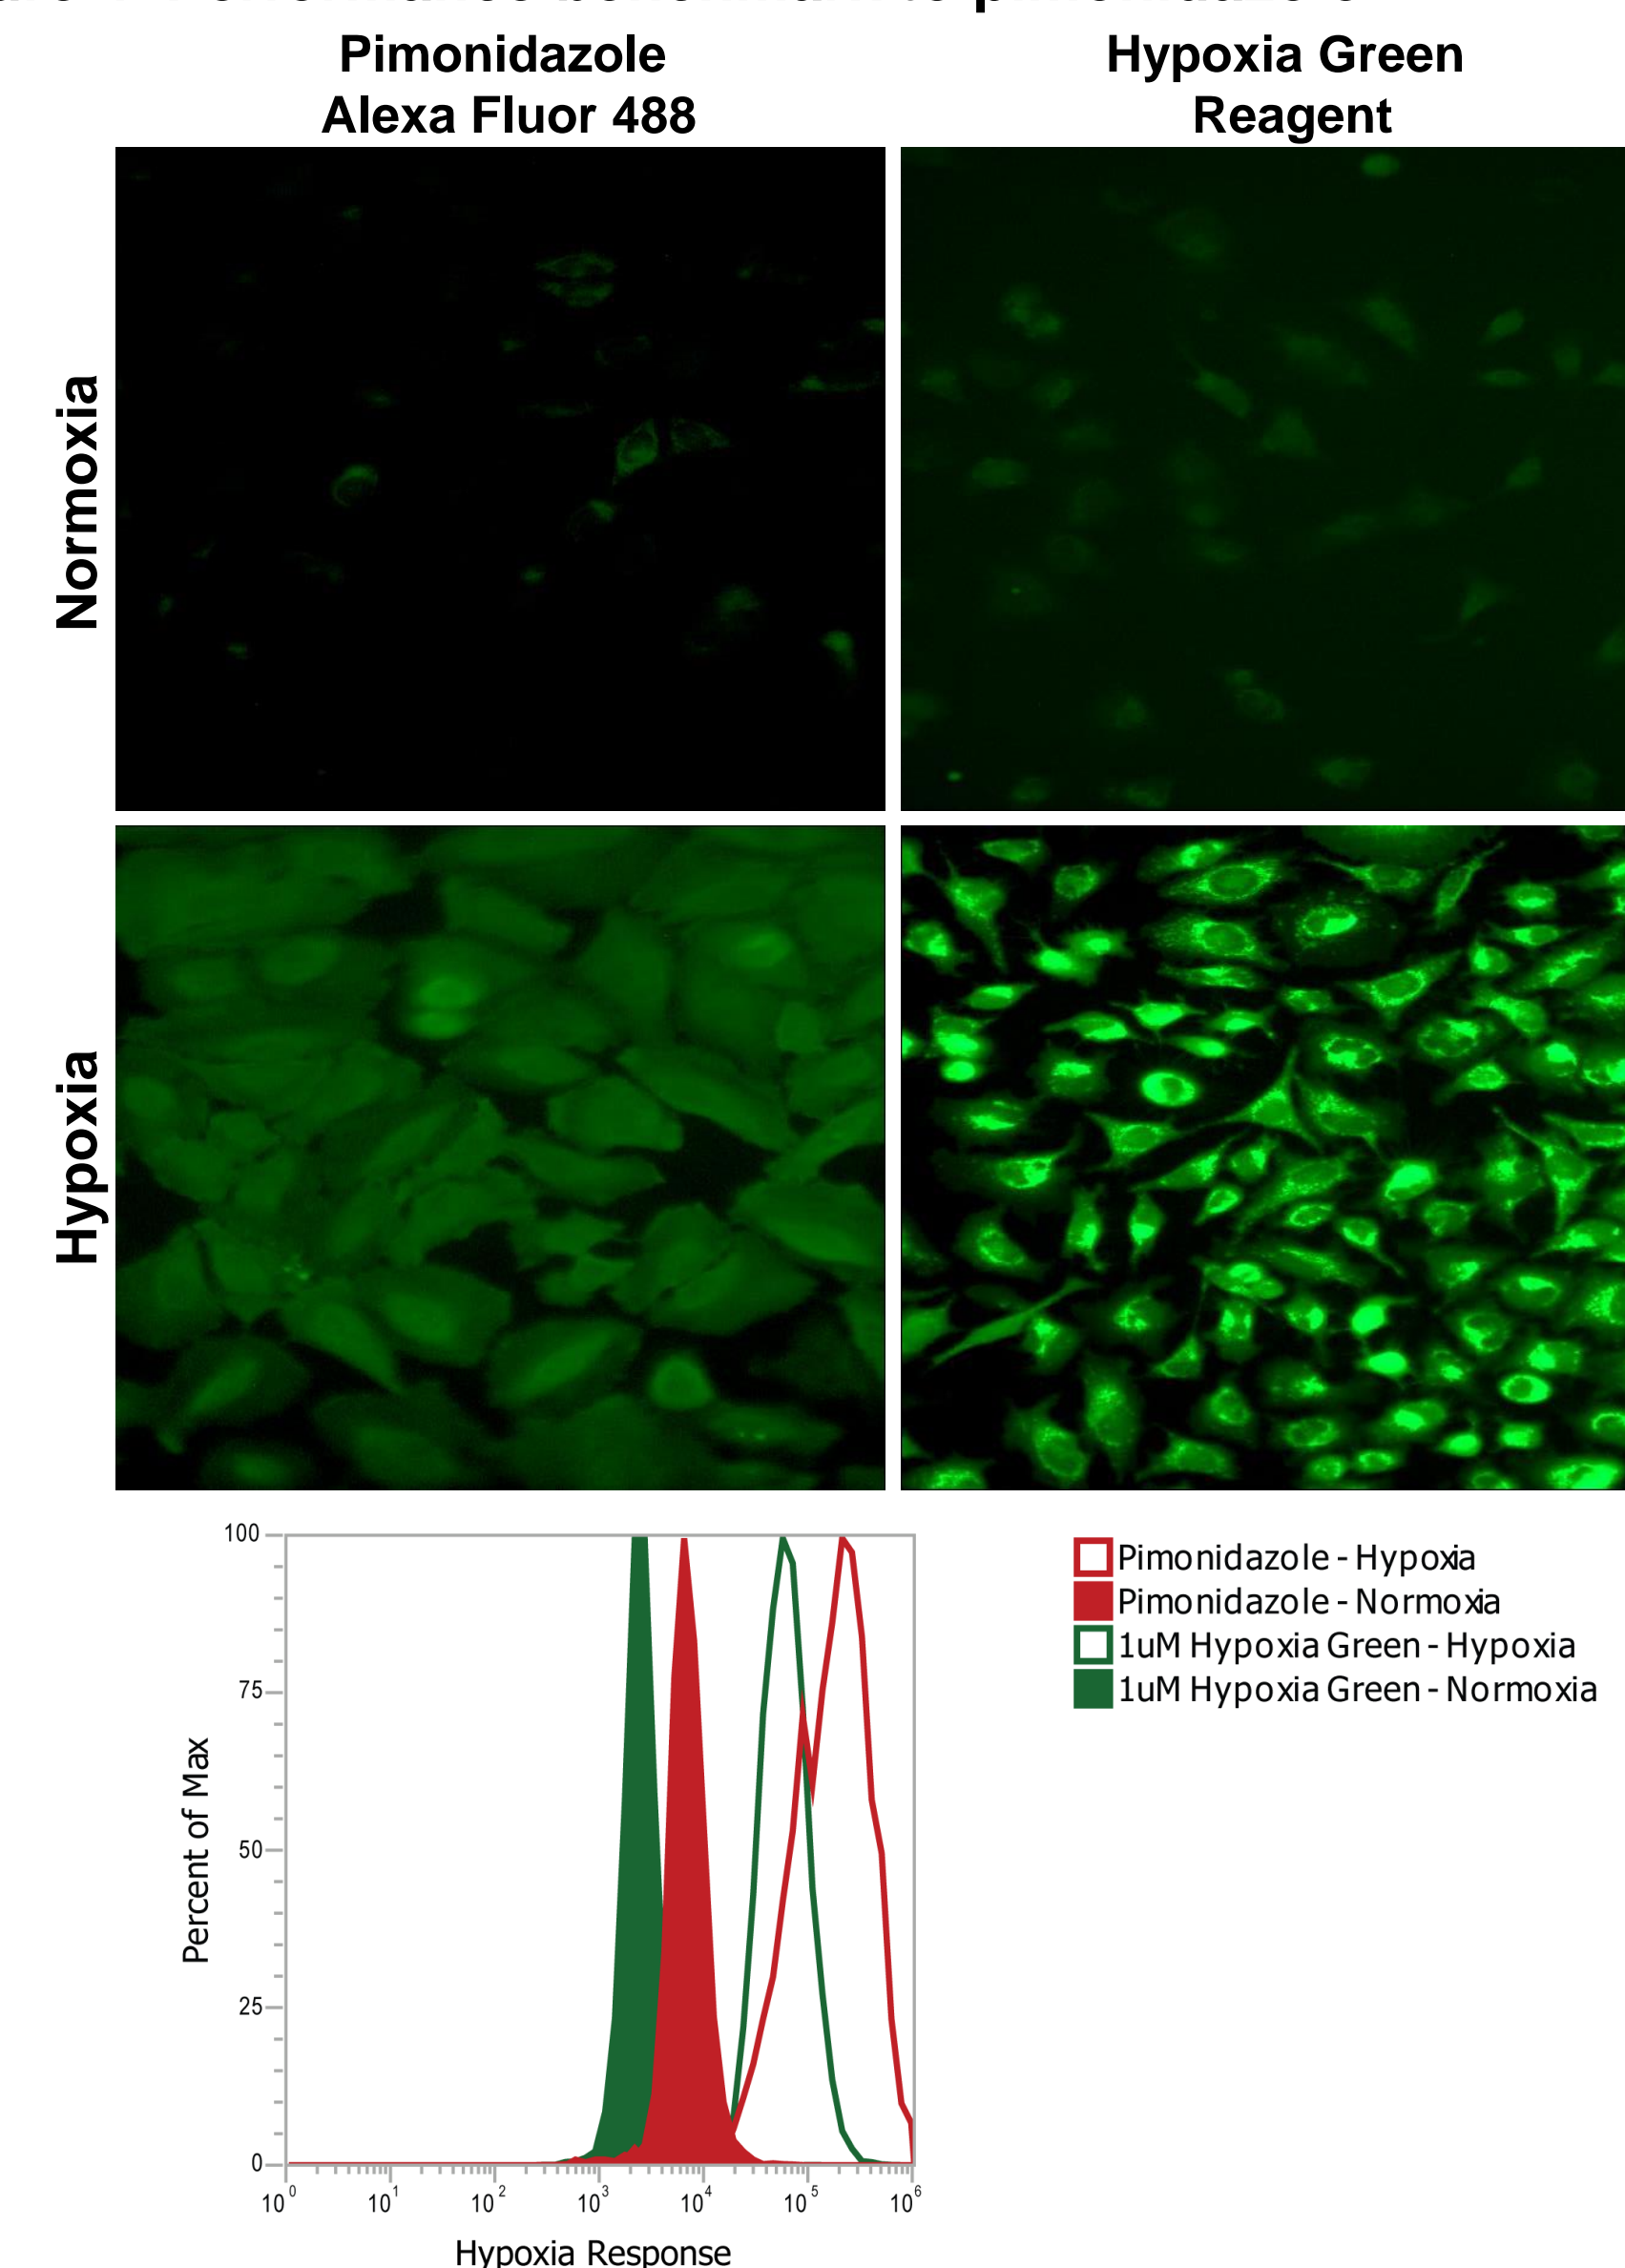 Pimonidazole
Alexa Fluor 488
Hypoxia Green
Reagent
Normoxia
Hypoxia
100
75
50
25
0
Percent of Max
10^0 10^1 10^2 10^3 10^4 10^5 10^6
Hypoxia Response
Pimonidazole - Hypoxia
Pimonidazole - Normoxia
1uM Hypoxia Green - Hypoxia
1uM Hypoxia Green - Normoxia